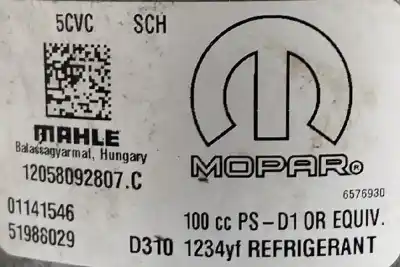 5CVC SCH
MAHLE
Balassagyarmat, Hungary
12058092807.C
MOPAR®
6576930
01141546
100 cc PS-D1 OR EQUIV.
51986029
D310 1234yf REFRIGERANT